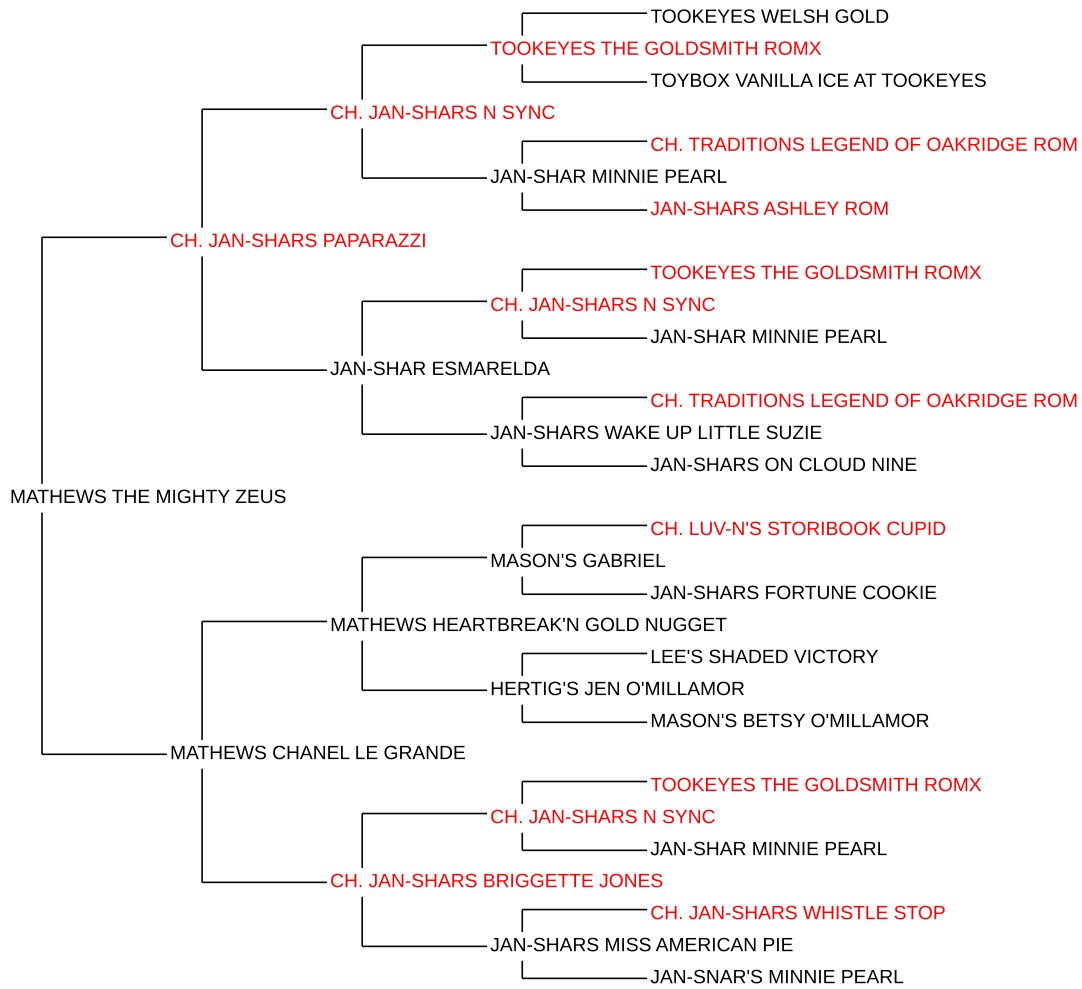 TOOKEYES WELSH GOLD
TOOKEYES THE GOLDSMITH ROMX
TOYBOX VANILLA ICE AT TOOKEYES
CH. JAN-SHARS N SYNC
CH. TRADITIONS LEGEND OF OAKRIDGE ROM
JAN-SHAR MINNIE PEARL
JAN-SHARS ASHLEY ROM
CH. JAN-SHARS PAPARAZZI
TOOKEYES THE GOLDSMITH ROMX
CH. JAN-SHARS N SYNC
JAN-SHAR MINNIE PEARL
JAN-SHAR ESMARELDA
CH. TRADITIONS LEGEND OF OAKRIDGE ROM
JAN-SHARS WAKE UP LITTLE SUZIE
JAN-SHARS ON CLOUD NINE
MATHEWS THE MIGHTY ZEUS
CH. LUV-N'S STORIBOOK CUPID
MASON'S GABRIEL
JAN-SHARS FORTUNE COOKIE
MATHEWS HEARTBREAK'N GOLD NUGGET
LEE'S SHADED VICTORY
HERTIG'S JEN O'MILLAMOR
MASON'S BETSY O'MILLAMOR
MATHEWS CHANEL LE GRANDE
TOOKEYES THE GOLDSMITH ROMX
CH. JAN-SHARS N SYNC
JAN-SHAR MINNIE PEARL
CH. JAN-SHARS BRIGGETTE JONES
CH. JAN-SHARS WHISTLE STOP
JAN-SHARS MISS AMERICAN PIE
JAN-SNAR'S MINNIE PEARL